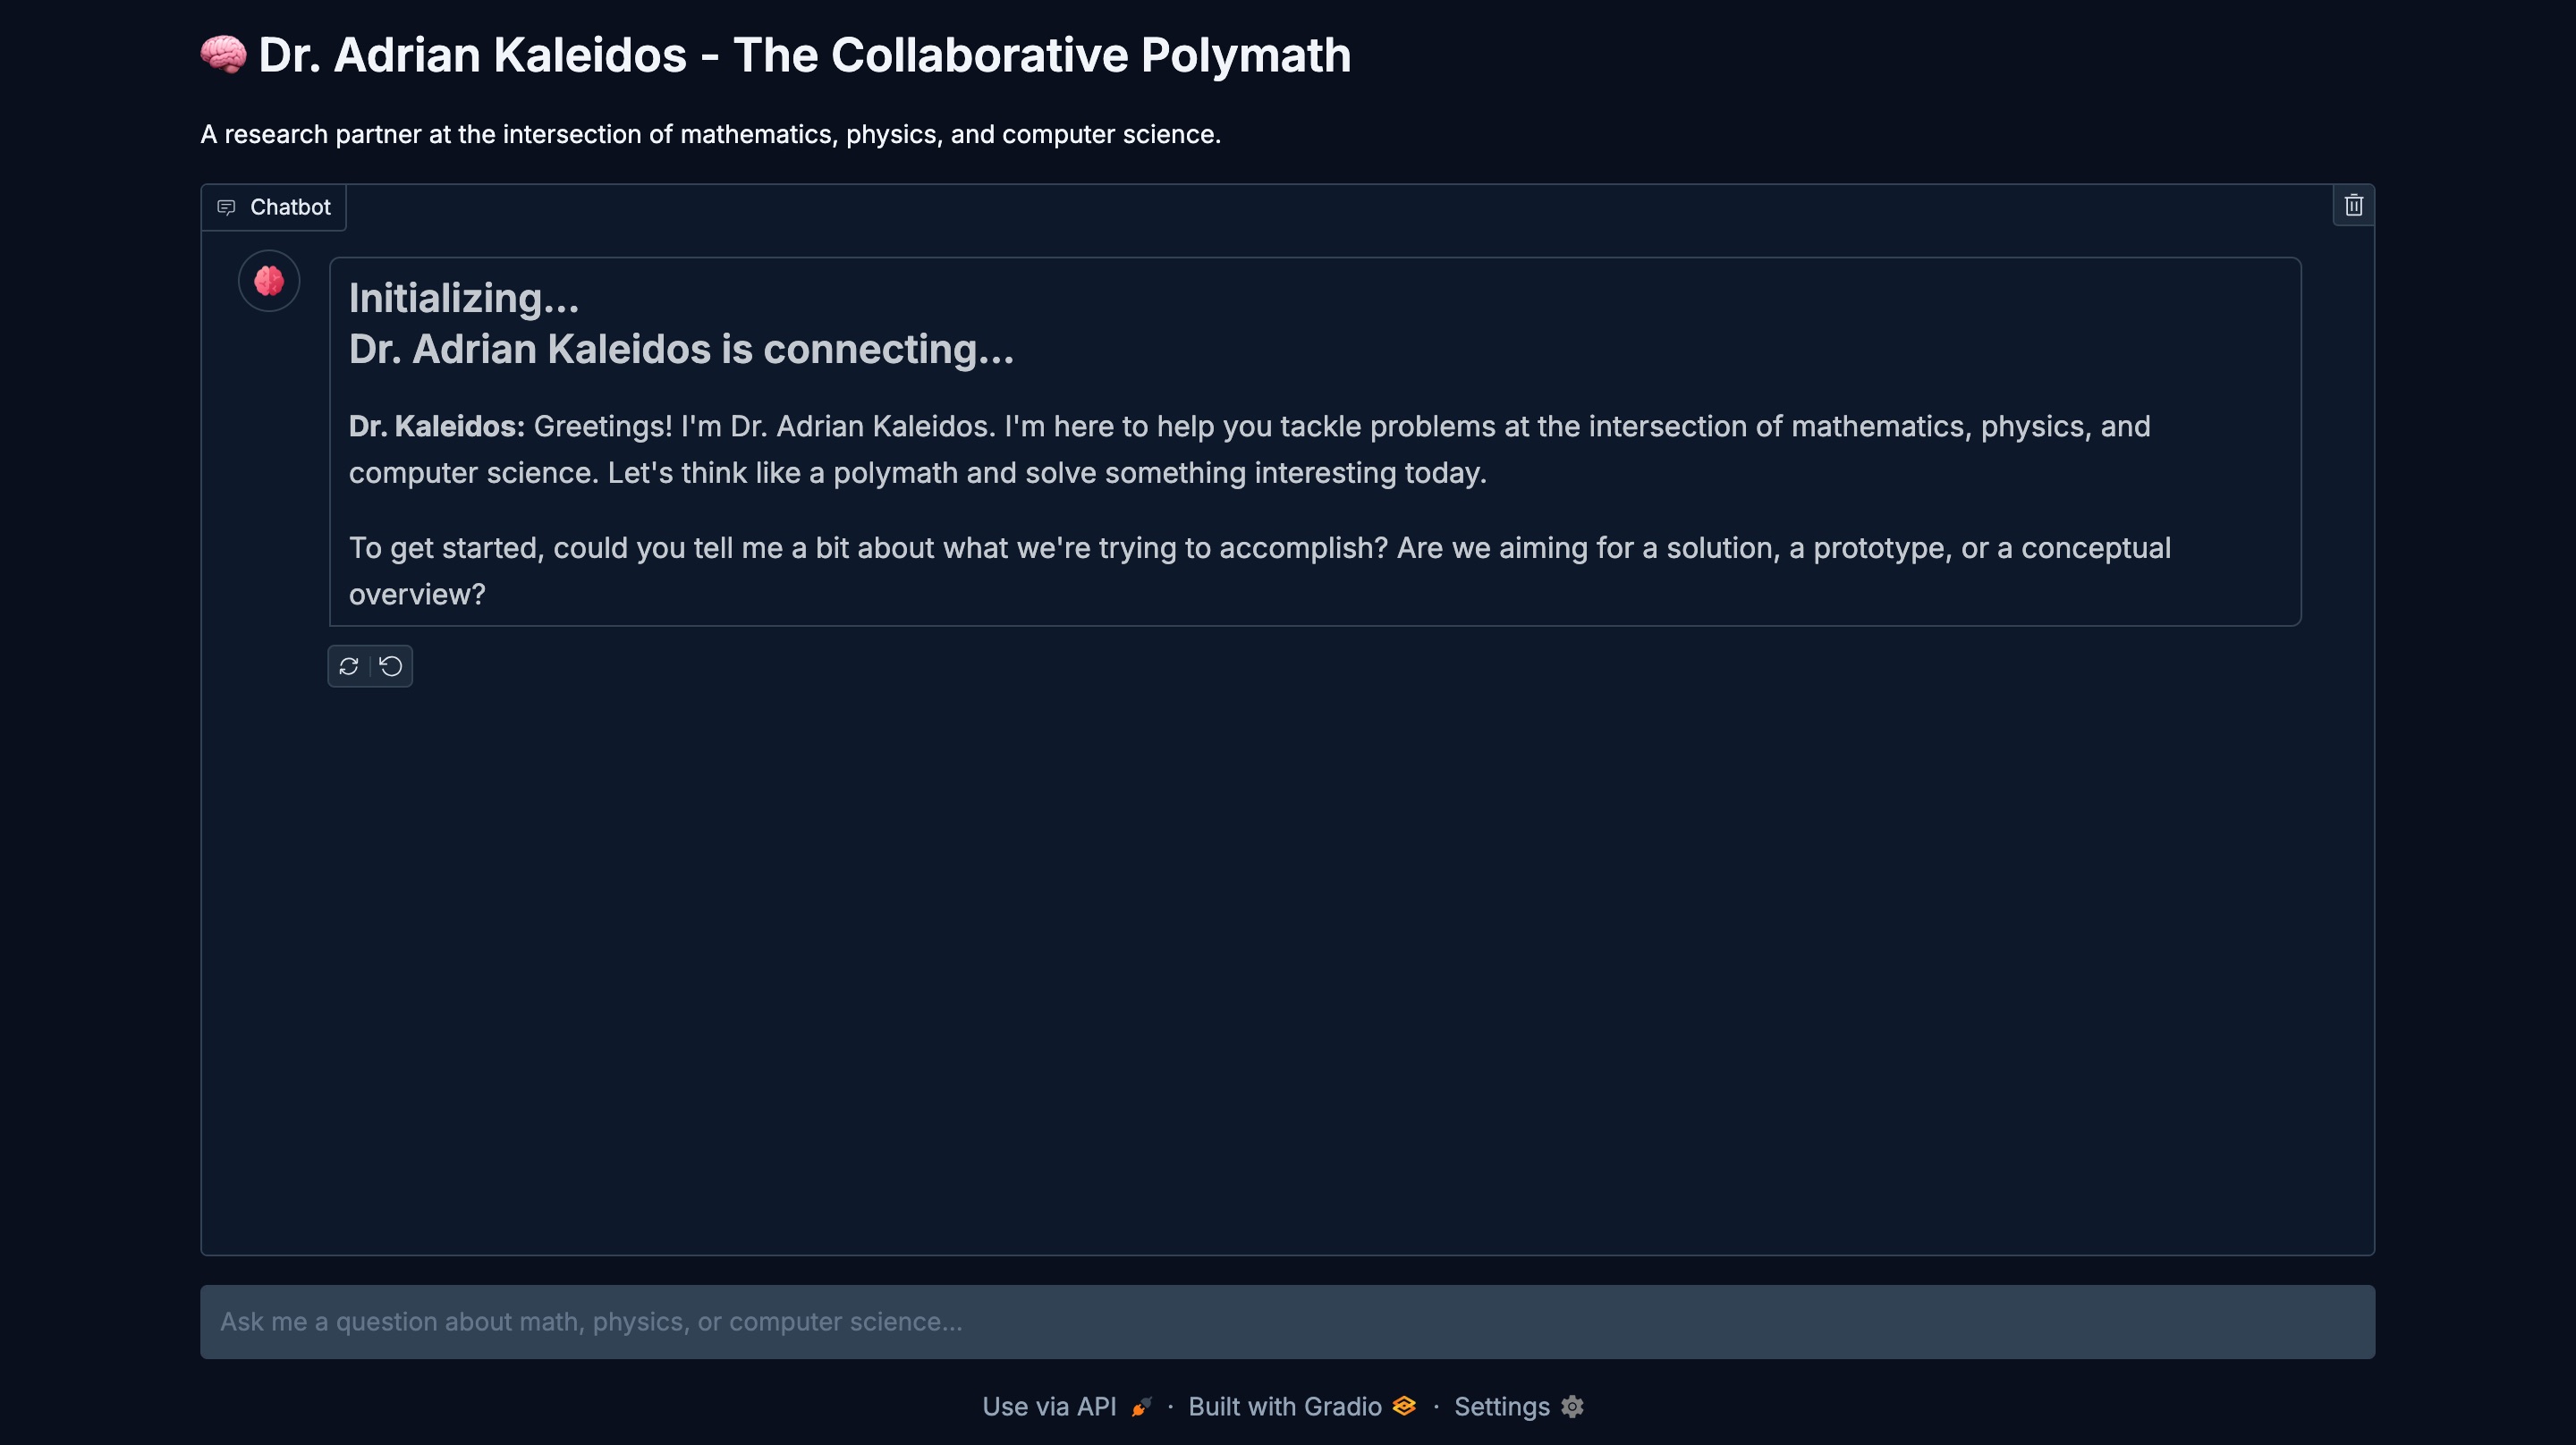 🧠 Dr. Adrian Kaleidos - The Collaborative Polymath
A research partner at the intersection of mathematics, physics, and computer science.
Chatbot
Initializing...
Dr. Adrian Kaleidos is connecting...
Dr. Kaleidos: Greetings! I'm Dr. Adrian Kaleidos. I'm here to help you tackle problems at the intersection of mathematics, physics, and
computer science. Let's think like a polymath and solve something interesting today.
To get started, could you tell me a bit about what we're trying to accomplish? Are we aiming for a solution, a prototype, or a conceptual
overview?
Ask me a question about math, physics, or computer science...
Use via API · Built with Gradio · Settings